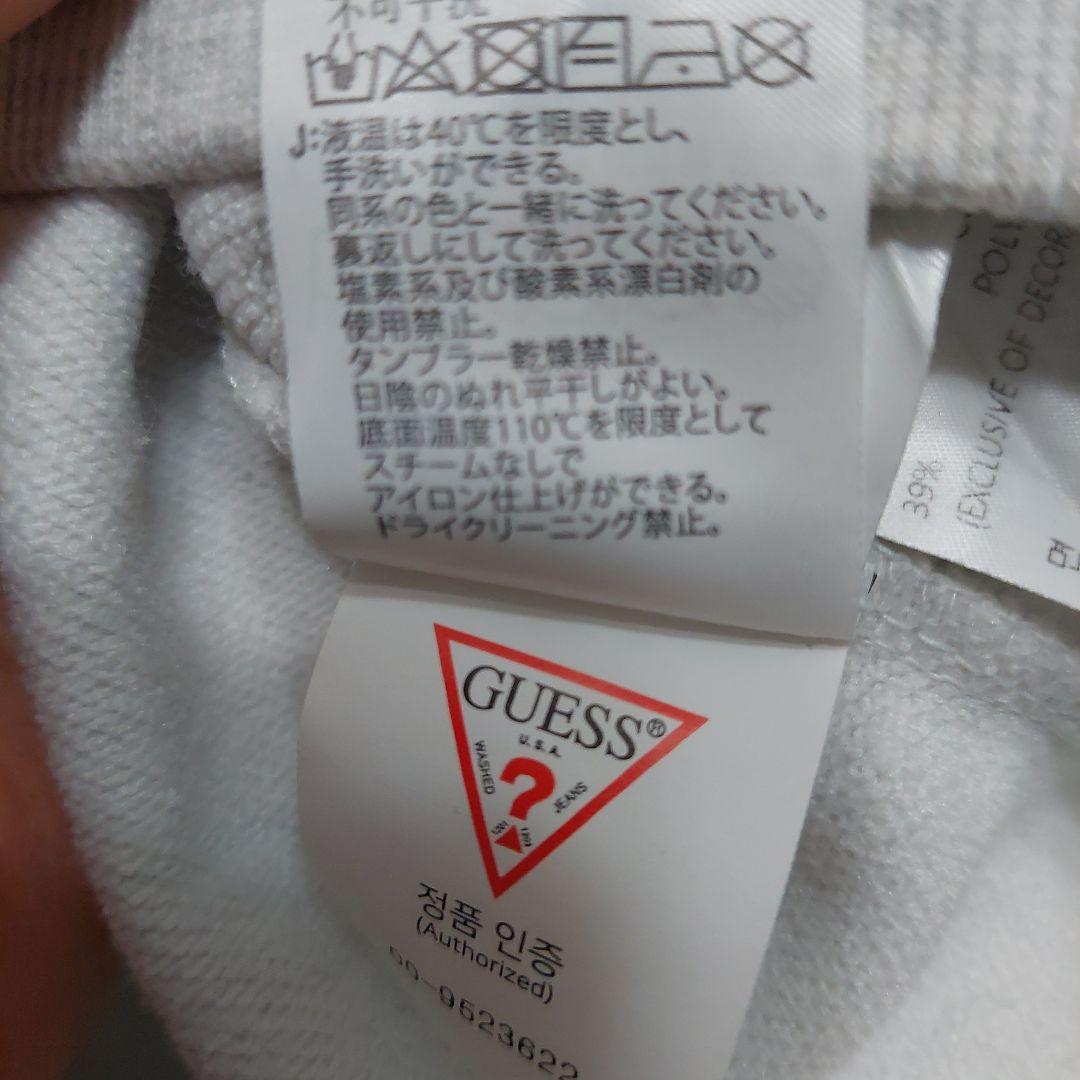 不可干洗
J:液温は40℃を限度とし、
手洗いができる。
同系の色と一緒に洗ってください。
裏返しにして洗ってください。
塩素系及び酸素系漂白剤の
使用禁止。
タンブラー乾燥禁止。
日陰のぬれ平干しがよい。
底面温度110℃を限度として
スチームなしで
アイロン仕上げができる。
ドライクリーニング禁止。
39%
(EXCLUSIVE OF DECOR
GUESS®
U.S.A.
WASHED
?
JEANS
정품 인증
(Authorized)
00-9523622